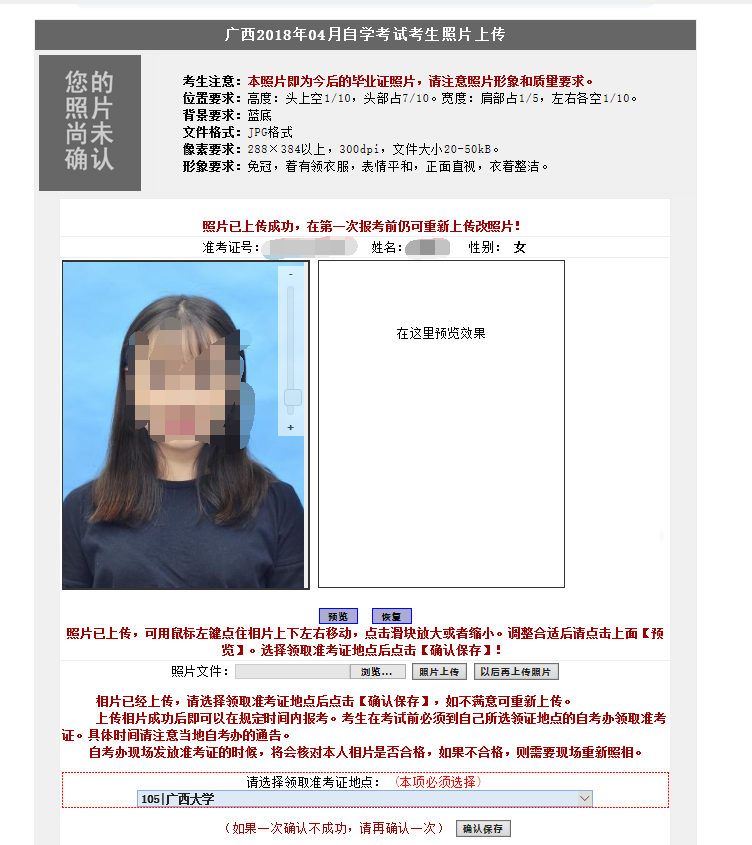 广西2018年04月自学考试考生照片上传
您的
照片
尚未
确认
考生注意：本照片即为今后的毕业证照片，请注意照片形象和质量要求。
位置要求：高度：头上空1/10，头部占7/10。宽度：肩部占1/5，左右各空1/10。
背景要求：蓝底
文件格式：JPG格式
像素要求：288×384以上，300dpi，文件大小20-50kB。
形象要求：免冠，着有领衣服，表情平和，正面直视，衣着整洁。
照片已上传成功，在第一次报考前仍可重新上传改照片！
准考证号： 姓名： 性别： 女
-
+
在这里预览效果
预览 恢复
照片已上传，可用鼠标左键点住相片上下左右移动，点击滑块放大或者缩小。调整合适后请点击上面【预
览】。选择领取准考证地点后点击【确认保存】！
照片文件： 浏览... 照片上传 以后再上传照片
相片已经上传，请选择领取准考证地点后点击【确认保存】，如不满意可重新上传。
上传相片成功后即可以在规定时间内报考。考生在考试前必须到自己所选领证地点的自考办领取准考
证。具体时间请注意当地自考办的通告。
自考办现场发放准考证的时候，将会核对本人相片是否合格，如果不合格，则需要现场重新照相。
请选择领取准考证地点： （本项必须选择）
105|广西大学
（如果一次确认不成功，请再确认一次） 确认保存